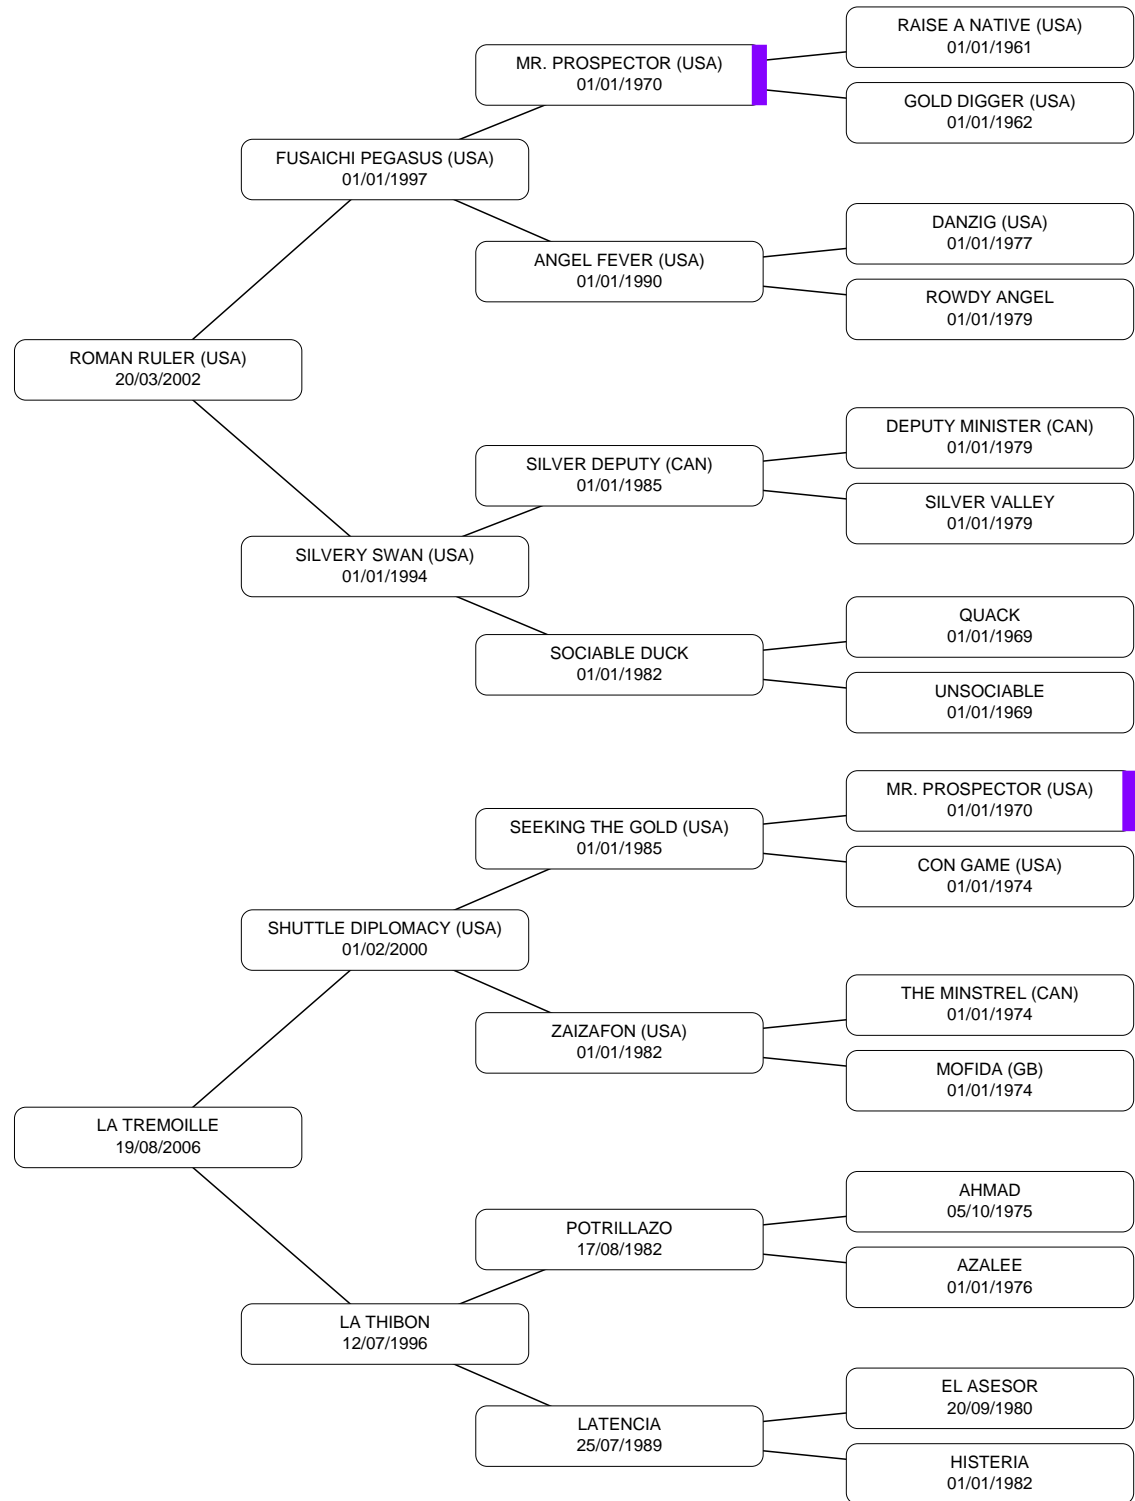 RAISE A NATIVE (USA)
01/01/1961
MR. PROSPECTOR (USA)
01/01/1970
GOLD DIGGER (USA)
01/01/1962
FUSAICHI PEGASUS (USA)
01/01/1997
DANZIG (USA)
01/01/1977
ANGEL FEVER (USA)
01/01/1990
ROWDY ANGEL
01/01/1979
ROMAN RULER (USA)
20/03/2002
DEPUTY MINISTER (CAN)
01/01/1979
SILVER DEPUTY (CAN)
01/01/1985
SILVER VALLEY
01/01/1979
SILVERY SWAN (USA)
01/01/1994
QUACK
01/01/1969
SOCIABLE DUCK
01/01/1982
UNSOCIABLE
01/01/1969
MR. PROSPECTOR (USA)
01/01/1970
SEEKING THE GOLD (USA)
01/01/1985
CON GAME (USA)
01/01/1974
SHUTTLE DIPLOMACY (USA)
01/02/2000
THE MINSTREL (CAN)
01/01/1974
ZAIZAFON (USA)
01/01/1982
MOFIDA (GB)
01/01/1974
LA TREMOILLE
19/08/2006
AHMAD
05/10/1975
POTRILLAZO
17/08/1982
AZALEE
01/01/1976
LA THIBON
12/07/1996
EL ASESOR
20/09/1980
LATENCIA
25/07/1989
HISTERIA
01/01/1982